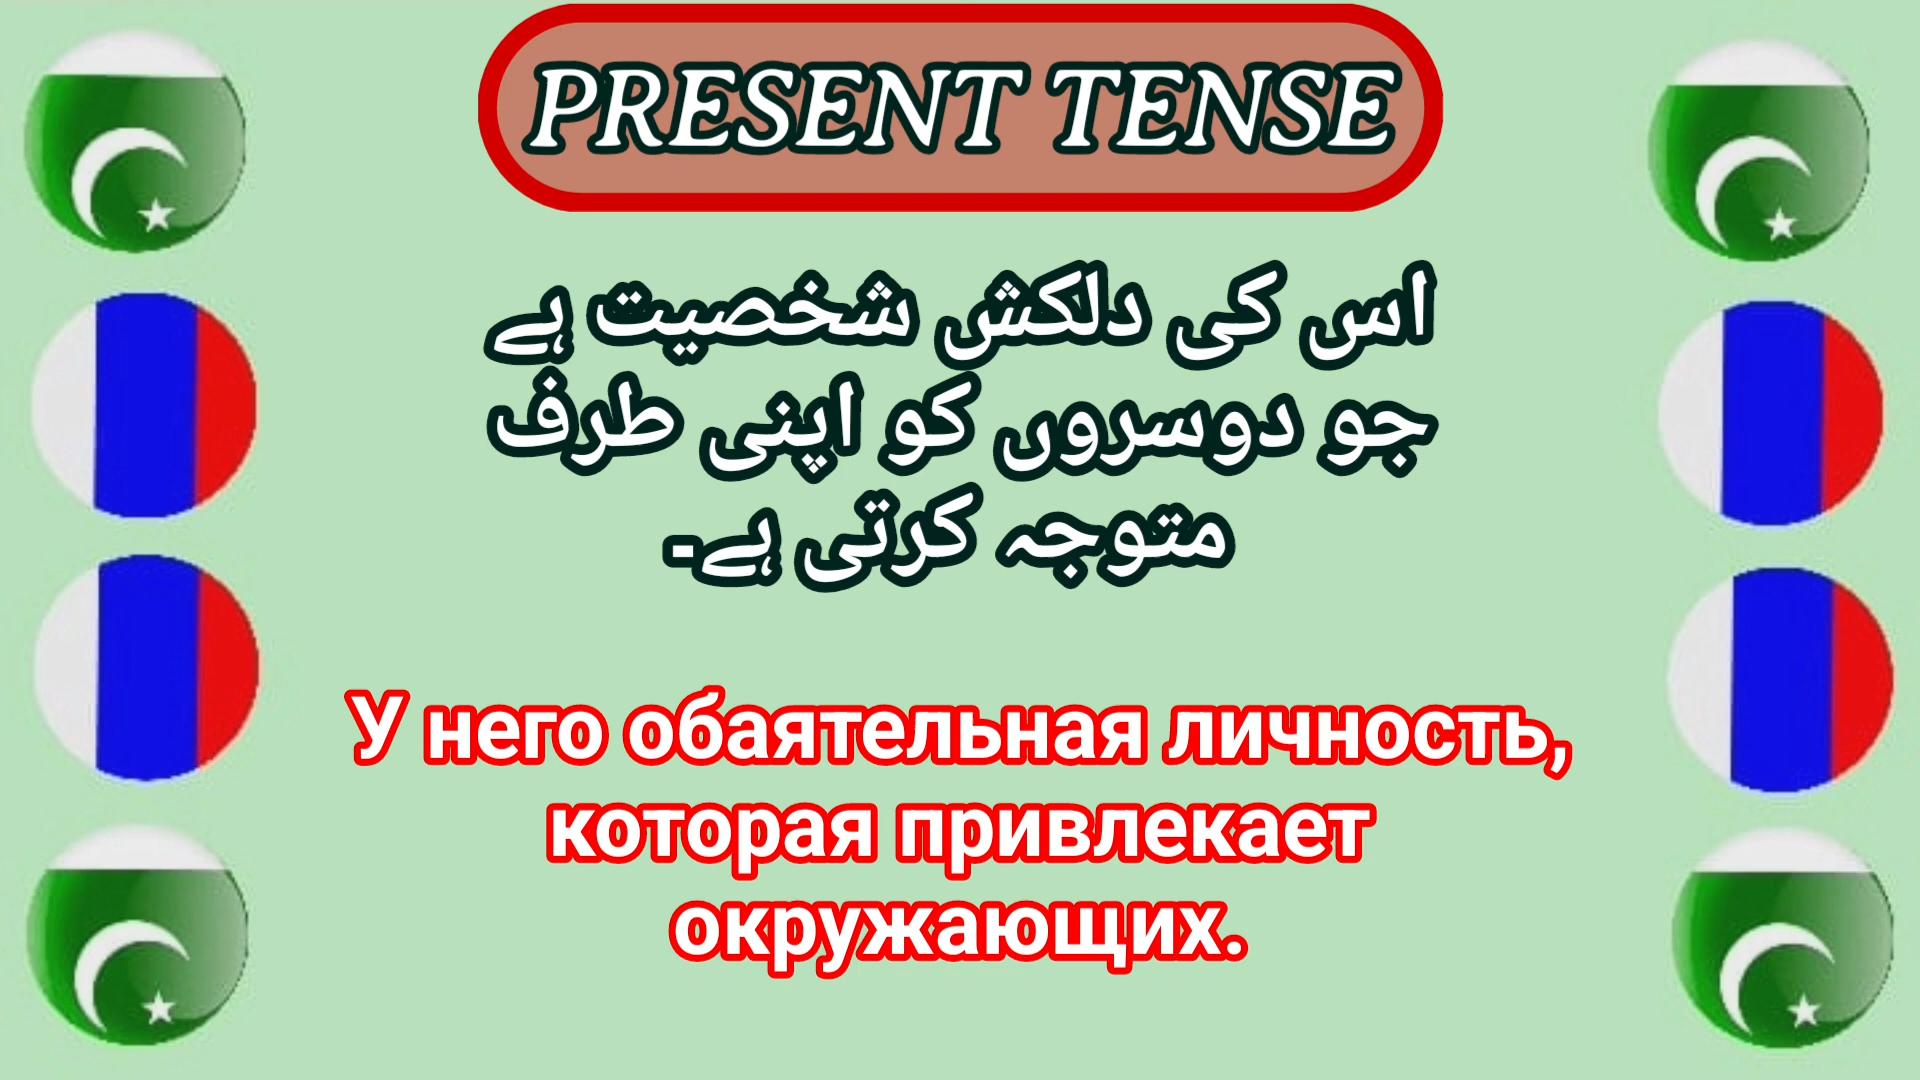 PRESENT TENSE
اس کی دلکش شخصیت ہے
جو دوسروں کو اپنی طرف
متوجہ کرتی ہے۔
У него обаятельная личность,
которая привлекает
окружающих.